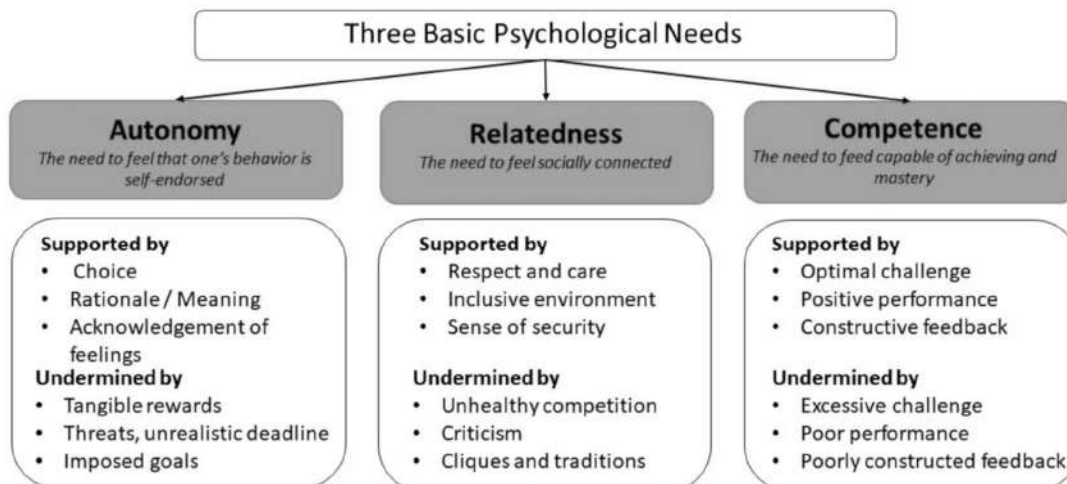 Three Basic Psychological Needs
Autonomy
The need to feel that one's behavior is
self-endorsed
Relatedness
The need to feel socially connected
Competence
The need to feed capable of achieving and
mastery
Supported by
• Choice
• Rationale / Meaning
• Acknowledgement of
feelings
Undermined by
• Tangible rewards
• Threats, unrealistic deadline
• Imposed goals
Supported by
• Respect and care
• Inclusive environment
• Sense of security
Undermined by
• Unhealthy competition
• Criticism
• Cliques and traditions
Supported by
• Optimal challenge
• Positive performance
• Constructive feedback
Undermined by
• Excessive challenge
• Poor performance
• Poorly constructed feedback